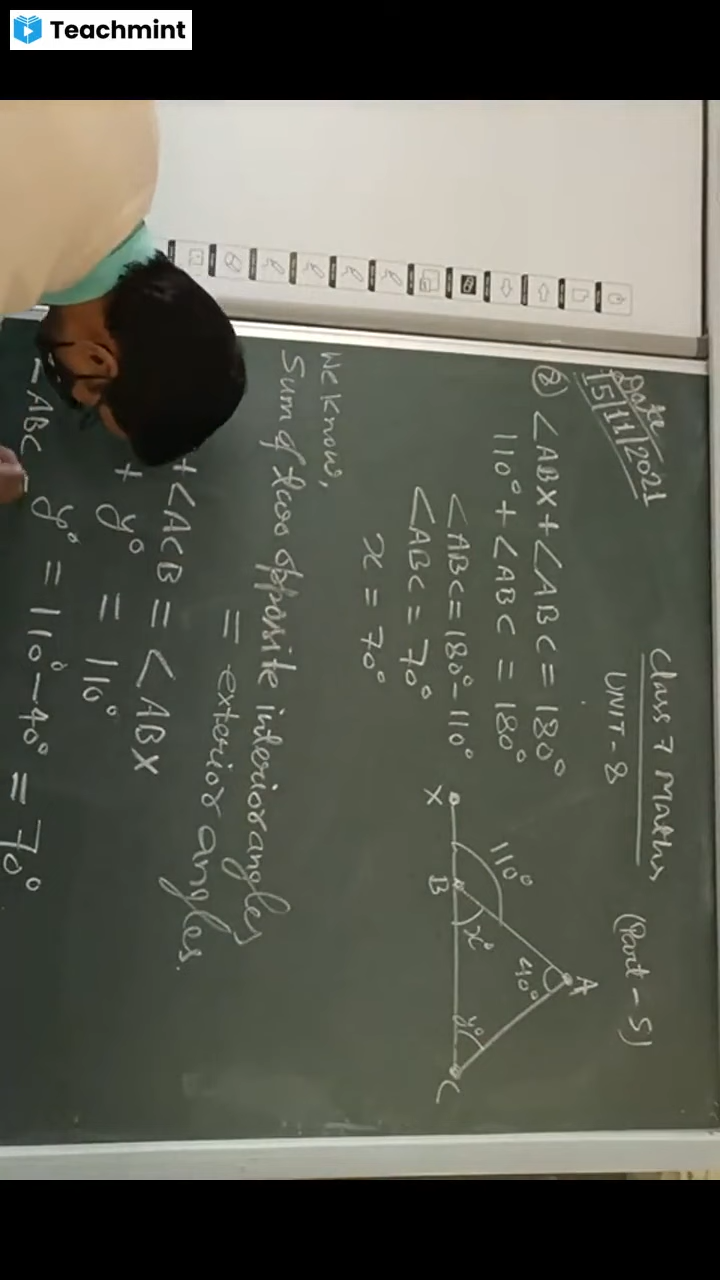 Teachmint
Date
15/11/2021
Class 7 Maths
(Part - 5)
UNIT - 8
8) ∠ABX + ∠ABC = 180°
110° + ∠ABC = 180°
∠ABC = 180° - 110°
∠ABC = 70°
x = 70°
A
40°
110°
x°
y°
X
B
C
We know,
Sum of two opposite interior angles
= exterior angles.
+ ∠ACB = ∠ABX
+ y° = 110°
y° = 110° - 40° = 70°
∠ABC =